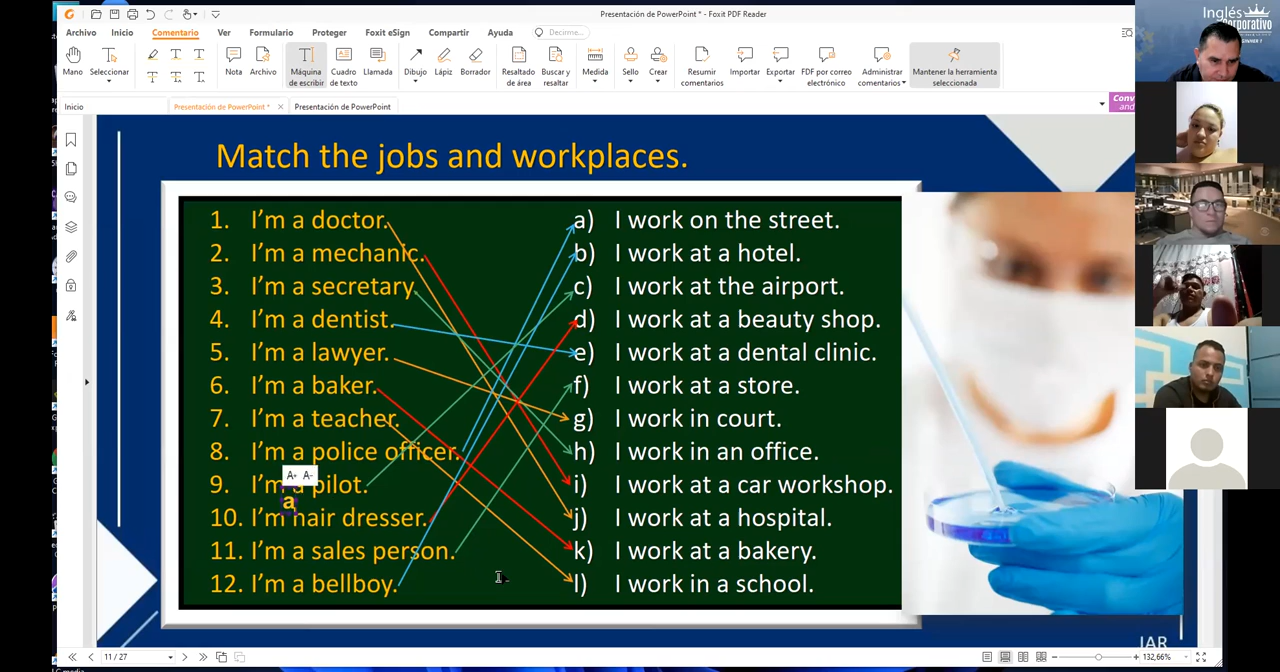 Presentación de PowerPoint * - Foxit PDF Reader
Archivo Inicio Comentario Ver Formulario Proteger Foxit eSign Compartir Ayuda Decirme...
Mano Seleccionar Nota Archivo Máquina de escribir Cuadro de texto Llamada Dibujo Lápiz Borrador Resaltado de área Buscar y resaltar Medida Sello Crear Resumir comentarios Importar Exportar FDF por correo electrónico Administrar comentarios Mantener la herramienta seleccionada
Inicio Presentación de PowerPoint * Presentación de PowerPoint
Conv
and
Inglés
Corporativo
Match the jobs and workplaces.
1. I'm a doctor.
2. I'm a mechanic.
3. I'm a secretary.
4. I'm a dentist.
5. I'm a lawyer.
6. I'm a baker.
7. I'm a teacher.
8. I'm a police officer.
9. I'm a pilot.
A+ A-
a
10. I'm hair dresser.
11. I'm a sales person.
12. I'm a bellboy.
a) I work on the street.
b) I work at a hotel.
c) I work at the airport.
d) I work at a beauty shop.
e) I work at a dental clinic.
f) I work at a store.
g) I work in court.
h) I work in an office.
i) I work at a car workshop.
j) I work at a hospital.
k) I work at a bakery.
l) I work in a school.
IAR
11 / 27
132,66%